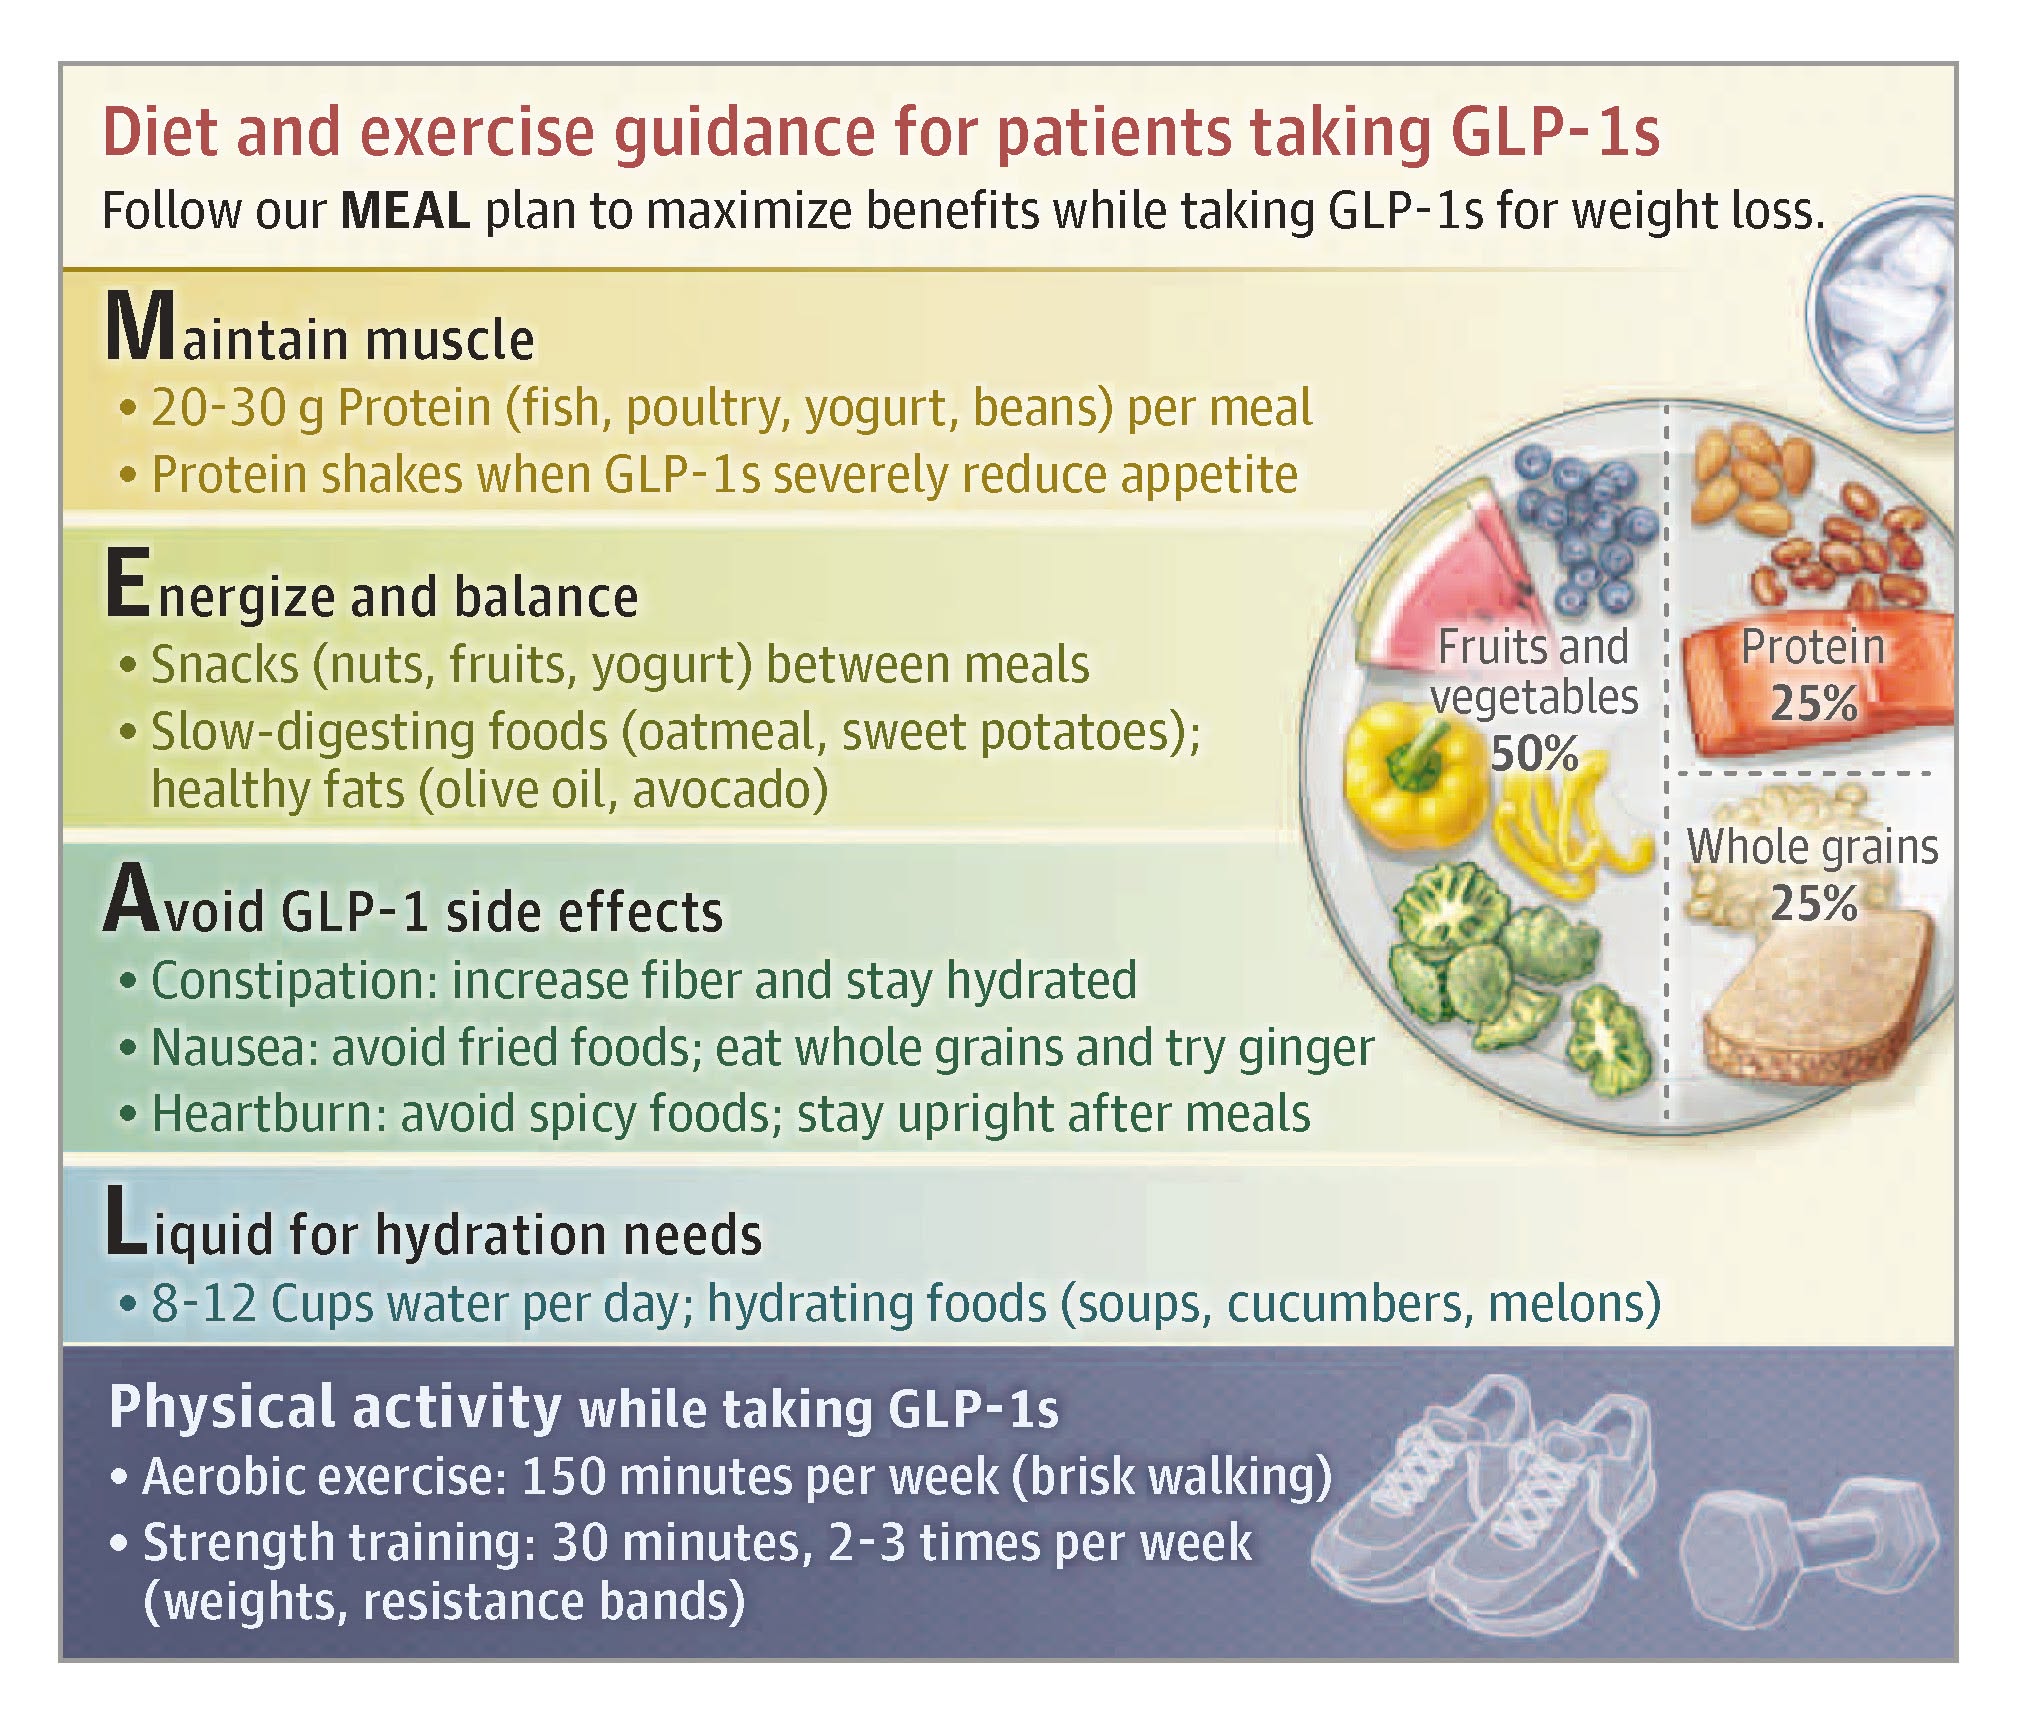 Diet and exercise guidance for patients taking GLP-1s
Follow our MEAL plan to maximize benefits while taking GLP-1s for weight loss.
Maintain muscle
• 20-30 g Protein (fish, poultry, yogurt, beans) per meal
• Protein shakes when GLP-1s severely reduce appetite
Energize and balance
• Snacks (nuts, fruits, yogurt) between meals
• Slow-digesting foods (oatmeal, sweet potatoes);
healthy fats (olive oil, avocado)
Avoid GLP-1 side effects
• Constipation: increase fiber and stay hydrated
• Nausea: avoid fried foods; eat whole grains and try ginger
• Heartburn: avoid spicy foods; stay upright after meals
Liquid for hydration needs
• 8-12 Cups water per day; hydrating foods (soups, cucumbers, melons)
Fruits and
vegetables
50%
Protein
25%
Whole grains
25%
Physical activity while taking GLP-1s
• Aerobic exercise: 150 minutes per week (brisk walking)
• Strength training: 30 minutes, 2-3 times per week
(weights, resistance bands)